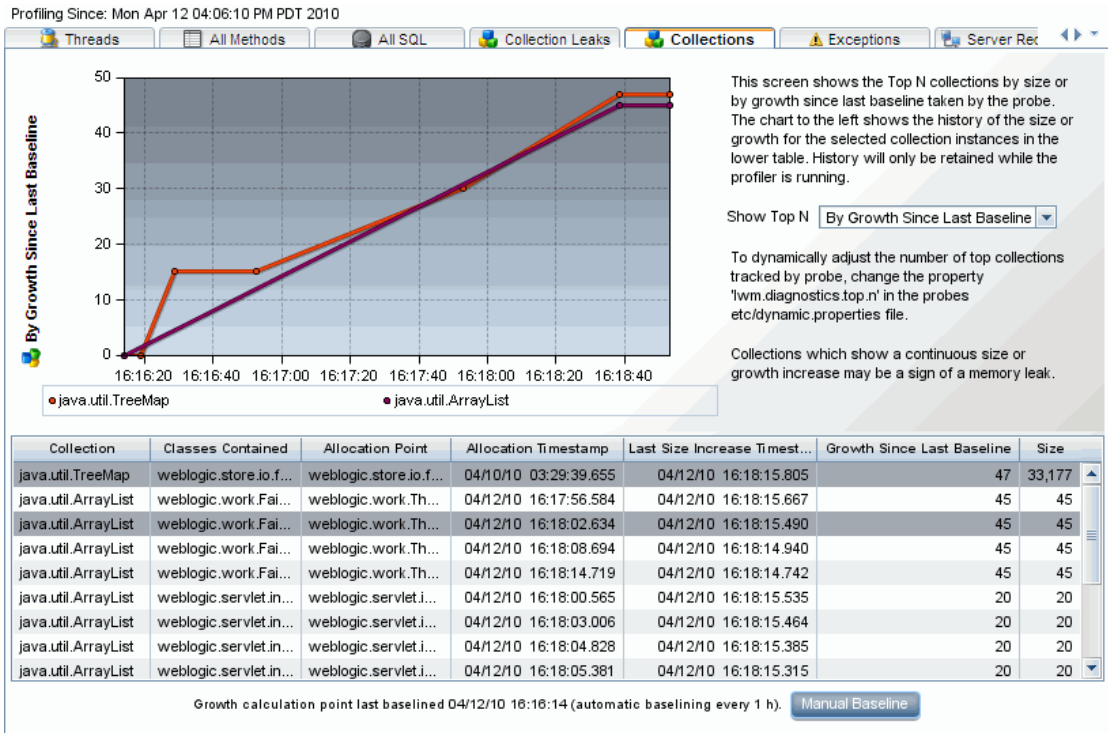 Profiling Since: Mon Apr 12 04:06:10 PM PDT 2010
Threads All Methods All SQL Collection Leaks Collections Exceptions Server Rec
By Growth Since Last Baseline
50
40
30
20
10
0
16:16:20 16:16:40 16:17:00 16:17:20 16:17:40 16:18:00 16:18:20 16:18:40
java.util.TreeMap java.util.ArrayList
This screen shows the Top N collections by size or
by growth since last baseline taken by the probe.
The chart to the left shows the history of the size or
growth for the selected collection instances in the
lower table. History will only be retained while the
profiler is running.
Show Top N By Growth Since Last Baseline
To dynamically adjust the number of top collections
tracked by probe, change the property
'lwm.diagnostics.top.n' in the probes
etc/dynamic.properties file.
Collections which show a continuous size or
growth increase may be a sign of a memory leak.
Collection Classes Contained Allocation Point Allocation Timestamp Last Size Increase Timest... Growth Since Last Baseline Size
java.util.TreeMap weblogic.store.io.f... weblogic.store.io.f... 04/10/10 03:29:39.655 04/12/10 16:18:15.805 47 33,177
java.util.ArrayList weblogic.work.Fai... weblogic.work.Th... 04/12/10 16:17:56.584 04/12/10 16:18:15.667 45 45
java.util.ArrayList weblogic.work.Fai... weblogic.work.Th... 04/12/10 16:18:02.634 04/12/10 16:18:15.490 45 45
java.util.ArrayList weblogic.work.Fai... weblogic.work.Th... 04/12/10 16:18:08.694 04/12/10 16:18:14.940 45 45
java.util.ArrayList weblogic.work.Fai... weblogic.work.Th... 04/12/10 16:18:14.719 04/12/10 16:18:14.742 45 45
java.util.ArrayList weblogic.servlet.in... weblogic.servlet.i... 04/12/10 16:18:00.565 04/12/10 16:18:15.535 20 20
java.util.ArrayList weblogic.servlet.in... weblogic.servlet.i... 04/12/10 16:18:03.006 04/12/10 16:18:15.464 20 20
java.util.ArrayList weblogic.servlet.in... weblogic.servlet.i... 04/12/10 16:18:04.828 04/12/10 16:18:15.385 20 20
java.util.ArrayList weblogic.servlet.in... weblogic.servlet.i... 04/12/10 16:18:05.381 04/12/10 16:18:15.315 20 20
Growth calculation point last baselined 04/12/10 16:16:14 (automatic baselining every 1 h). Manual Baseline